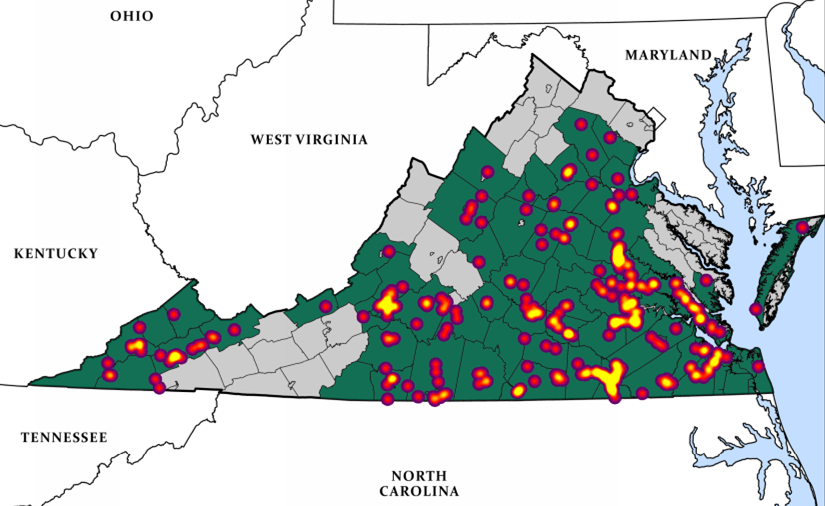 OHIO
MARYLAND
WEST VIRGINIA
KENTUCKY
TENNESSEE
NORTH
CAROLINA